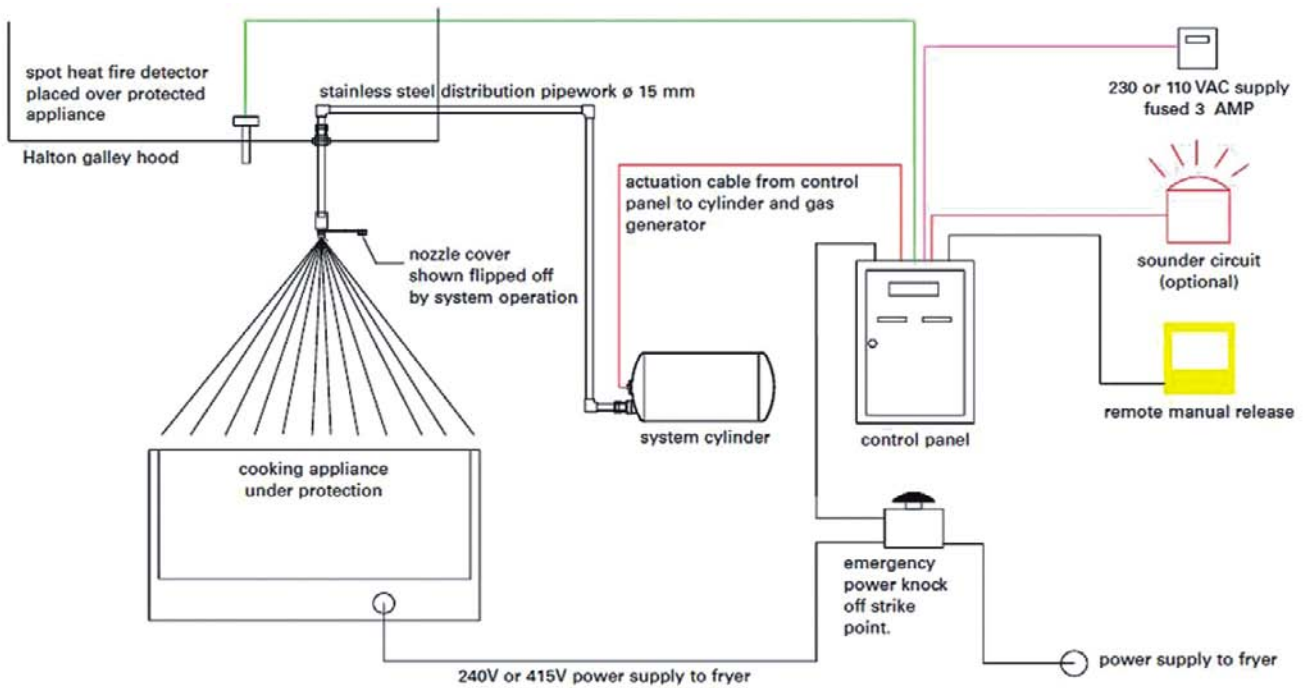 spot heat fire detector
placed over protected
appliance
Halton galley hood
stainless steel distribution pipework ø 15 mm
230 or 110 VAC supply
fused 3 AMP
actuation cable from control
panel to cylinder and gas
generator
nozzle cover
shown flipped off
by system operation
sounder circuit
(optional)
system cylinder
control panel
remote manual release
cooking appliance
under protection
emergency
power knock
off strike
point.
240V or 415V power supply to fryer
power supply to fryer